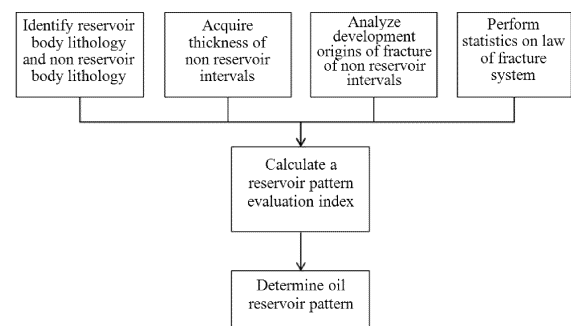 Identify reservoir
body lithology
and non reservoir
body lithology
Acquire
thickness of
non reservoir
intervals
Analyze
development
origins of fracture
of non reservoir
intervals
Perform
statistics on law
of fracture
system
Calculate a
reservoir pattern
evaluation index
Determine oil
reservoir pattern